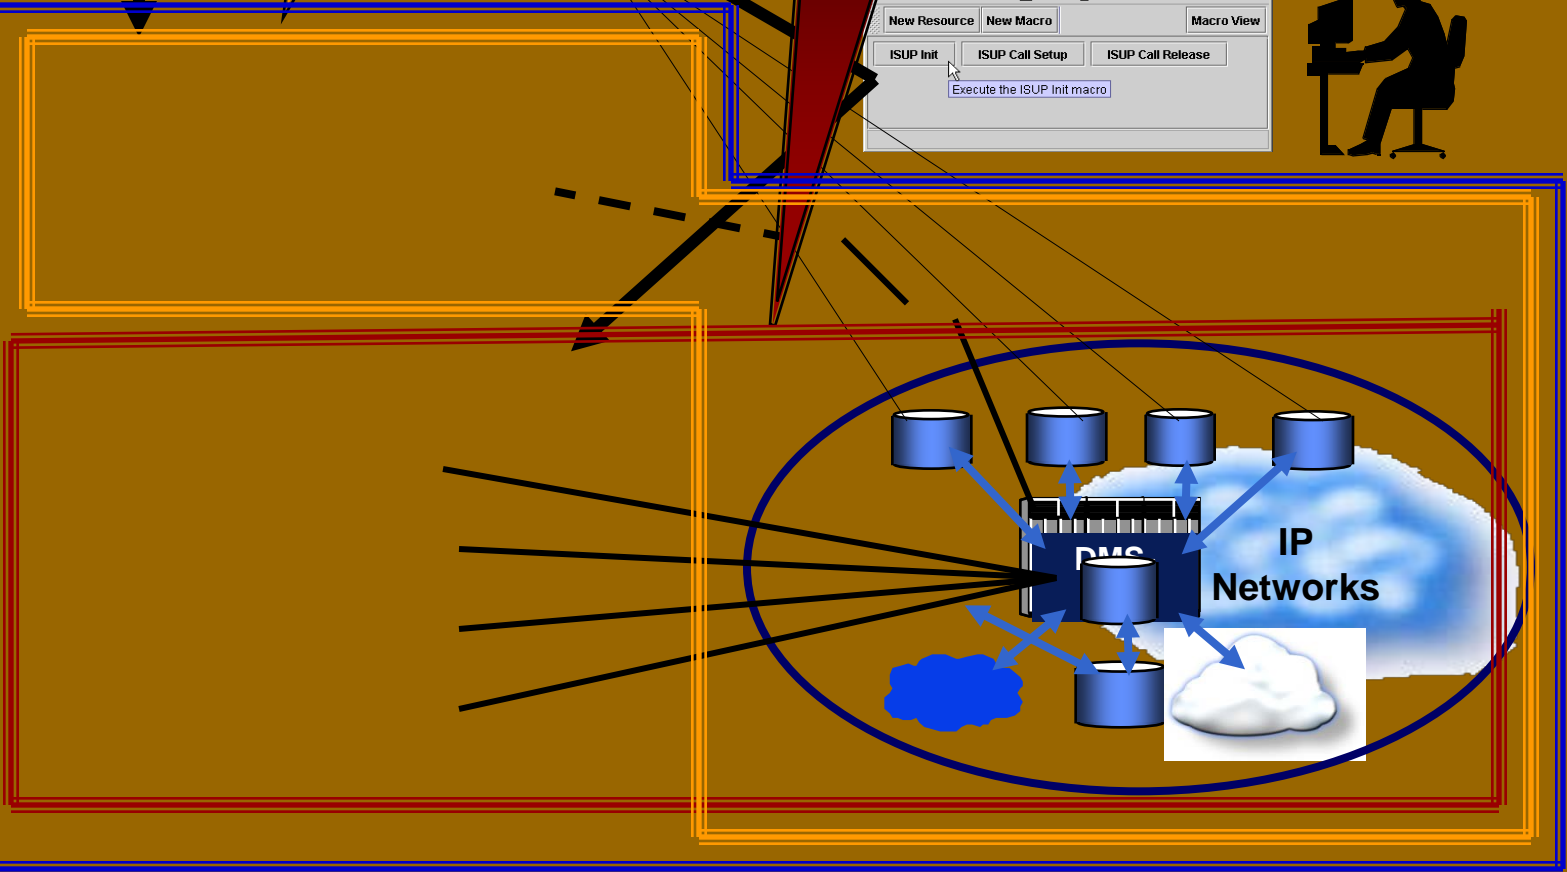 New Resource New Macro Macro View
ISUP Init ISUP Call Setup ISUP Call Release
Execute the ISUP Init macro
IP
Networks
DMS